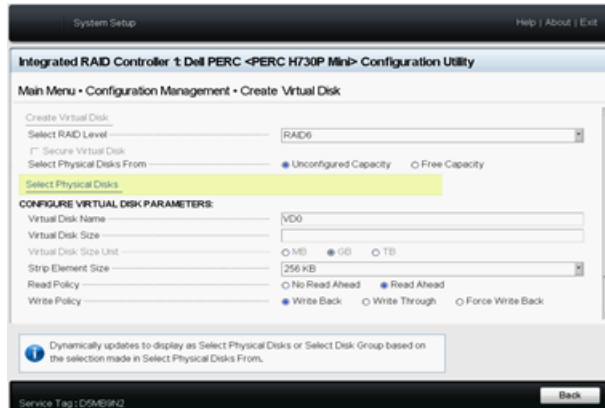 System Setup
Help | About | Exit
Integrated RAID Controller 1: Dell PERC <PERC H730P Mini> Configuration Utility
Main Menu • Configuration Management • Create Virtual Disk
Create Virtual Disk
Select RAID Level RAID6
Secure Virtual Disk
Select Physical Disks From Unconfigured Capacity Free Capacity
Select Physical Disks
CONFIGURE VIRTUAL DISK PARAMETERS:
Virtual Disk Name VD0
Virtual Disk Size
Virtual Disk Size Unit MB GB TB
Strip Element Size 256 KB
Read Policy No Read Ahead Read Ahead
Write Policy Write Back Write Through Force Write Back
Dynamically updates to display as Select Physical Disks or Select Disk Group based on
the selection made in Select Physical Disks From.
Service Tag : D5MB9N2
Back